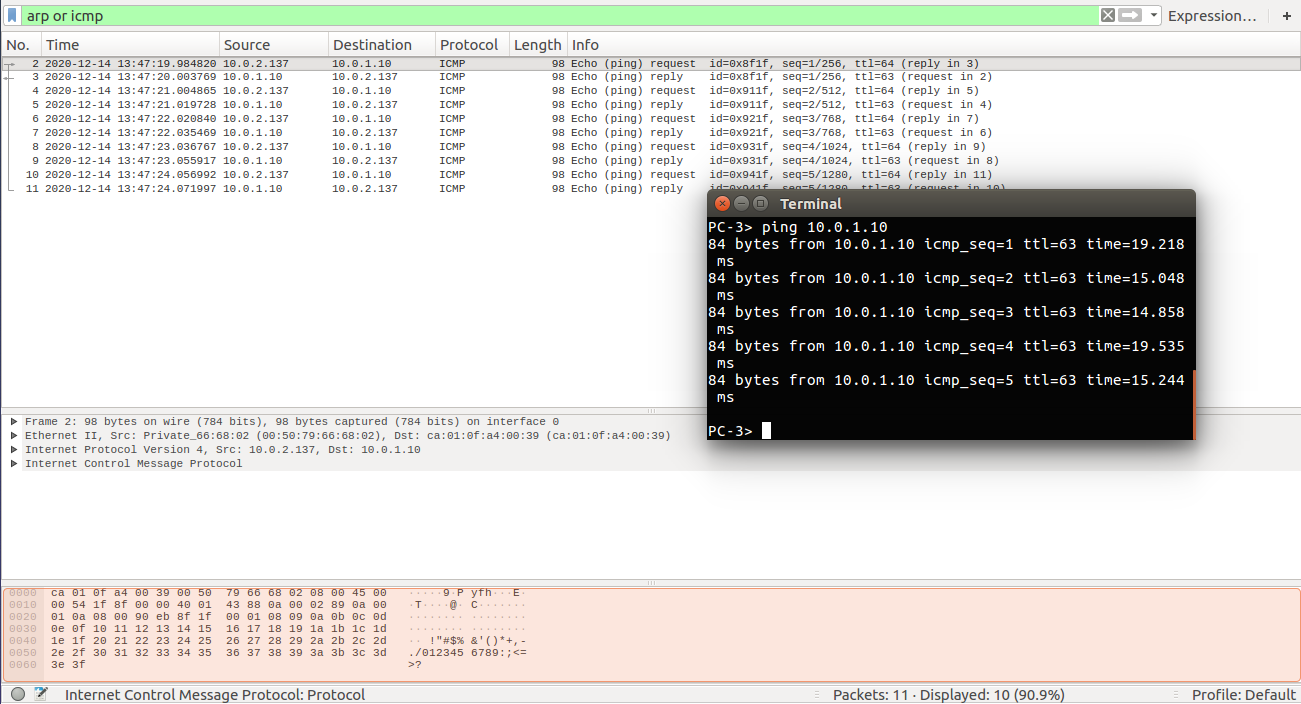 arp or icmp Expression… +
No. Time Source Destination Protocol Length Info
2 2020-12-14 13:47:19.984820 10.0.2.137 10.0.1.10 ICMP 98 Echo (ping) request id=0x8f1f, seq=1/256, ttl=64 (reply in 3)
3 2020-12-14 13:47:20.003769 10.0.1.10 10.0.2.137 ICMP 98 Echo (ping) reply id=0x8f1f, seq=1/256, ttl=63 (request in 2)
4 2020-12-14 13:47:21.004865 10.0.2.137 10.0.1.10 ICMP 98 Echo (ping) request id=0x911f, seq=2/512, ttl=64 (reply in 5)
5 2020-12-14 13:47:21.019728 10.0.1.10 10.0.2.137 ICMP 98 Echo (ping) reply id=0x911f, seq=2/512, ttl=63 (request in 4)
6 2020-12-14 13:47:22.020840 10.0.2.137 10.0.1.10 ICMP 98 Echo (ping) request id=0x921f, seq=3/768, ttl=64 (reply in 7)
7 2020-12-14 13:47:22.035469 10.0.1.10 10.0.2.137 ICMP 98 Echo (ping) reply id=0x921f, seq=3/768, ttl=63 (request in 6)
8 2020-12-14 13:47:23.036767 10.0.2.137 10.0.1.10 ICMP 98 Echo (ping) request id=0x931f, seq=4/1024, ttl=64 (reply in 9)
9 2020-12-14 13:47:23.055917 10.0.1.10 10.0.2.137 ICMP 98 Echo (ping) reply id=0x931f, seq=4/1024, ttl=63 (request in 8)
10 2020-12-14 13:47:24.056992 10.0.2.137 10.0.1.10 ICMP 98 Echo (ping) request id=0x941f, seq=5/1280, ttl=64 (reply in 11)
11 2020-12-14 13:47:24.071997 10.0.1.10 10.0.2.137 ICMP 98 Echo (ping) reply id=0x941f, seq=5/1280, ttl=63 (request in 10)
Terminal
PC-3> ping 10.0.1.10
84 bytes from 10.0.1.10 icmp_seq=1 ttl=63 time=19.218
ms
84 bytes from 10.0.1.10 icmp_seq=2 ttl=63 time=15.048
ms
84 bytes from 10.0.1.10 icmp_seq=3 ttl=63 time=14.858
ms
84 bytes from 10.0.1.10 icmp_seq=4 ttl=63 time=19.535
ms
84 bytes from 10.0.1.10 icmp_seq=5 ttl=63 time=15.244
ms
PC-3>
Frame 2: 98 bytes on wire (784 bits), 98 bytes captured (784 bits) on interface 0
Ethernet II, Src: Private_66:68:02 (00:50:79:66:68:02), Dst: ca:01:0f:a4:00:39 (ca:01:0f:a4:00:39)
Internet Protocol Version 4, Src: 10.0.2.137, Dst: 10.0.1.10
Internet Control Message Protocol
0000 ca 01 0f a4 00 39 00 50 79 66 68 02 08 00 45 00 ·····9·P yfh···E·
0010 00 54 1f 8f 00 00 40 01 43 88 0a 00 02 89 0a 00 ·T····@· C·······
0020 01 0a 08 00 90 eb 8f 1f 00 01 08 09 0a 0b 0c 0d ········ ········
0030 0e 0f 10 11 12 13 14 15 16 17 18 19 1a 1b 1c 1d ········ ········
0040 1e 1f 20 21 22 23 24 25 26 27 28 29 2a 2b 2c 2d ·· !"#$% &'()*+,-
0050 2e 2f 30 31 32 33 34 35 36 37 38 39 3a 3b 3c 3d ./012345 6789:;<=
0060 3e 3f >?
Internet Control Message Protocol: Protocol Packets: 11 · Displayed: 10 (90.9%) Profile: Default